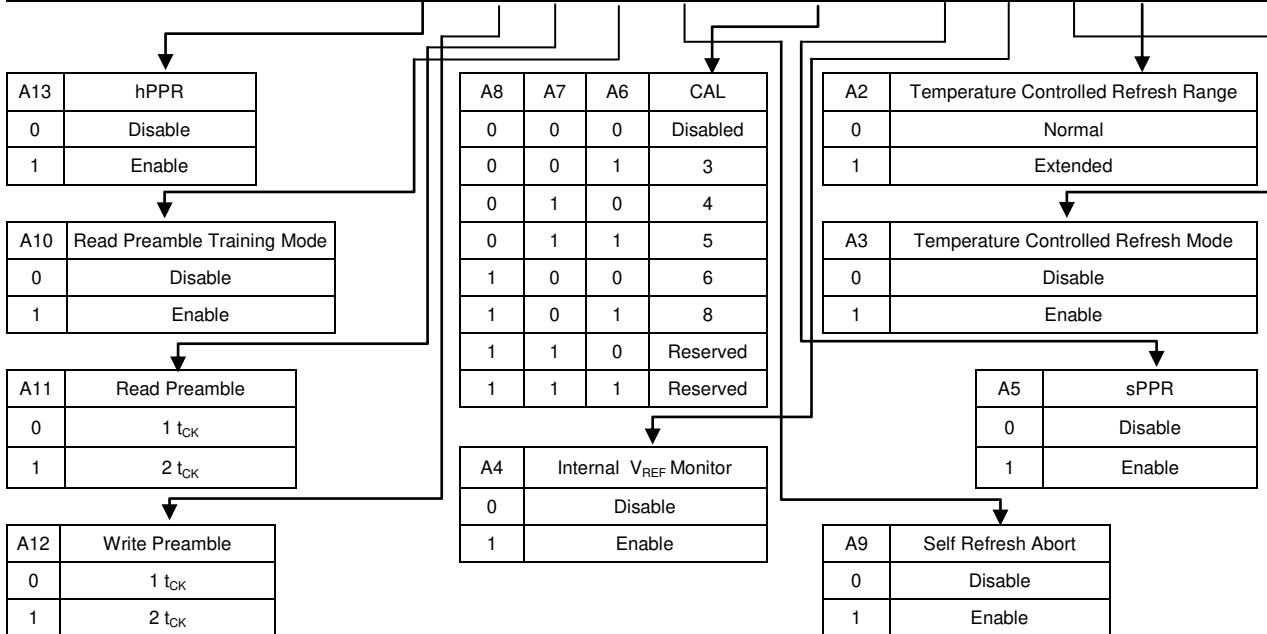 A13 hPPR
0 Disable
1 Enable
A10 Read Preamble Training Mode
0 Disable
1 Enable
A11 Read Preamble
0 1 tCK
1 2 tCK
A12 Write Preamble
0 1 tCK
1 2 tCK
A8 A7 A6 CAL
0 0 0 Disabled
0 0 1 3
0 1 0 4
0 1 1 5
1 0 0 6
1 0 1 8
1 1 0 Reserved
1 1 1 Reserved
A4 Internal VREF Monitor
0 Disable
1 Enable
A2 Temperature Controlled Refresh Range
0 Normal
1 Extended
A3 Temperature Controlled Refresh Mode
0 Disable
1 Enable
A5 sPPR
0 Disable
1 Enable
A9 Self Refresh Abort
0 Disable
1 Enable